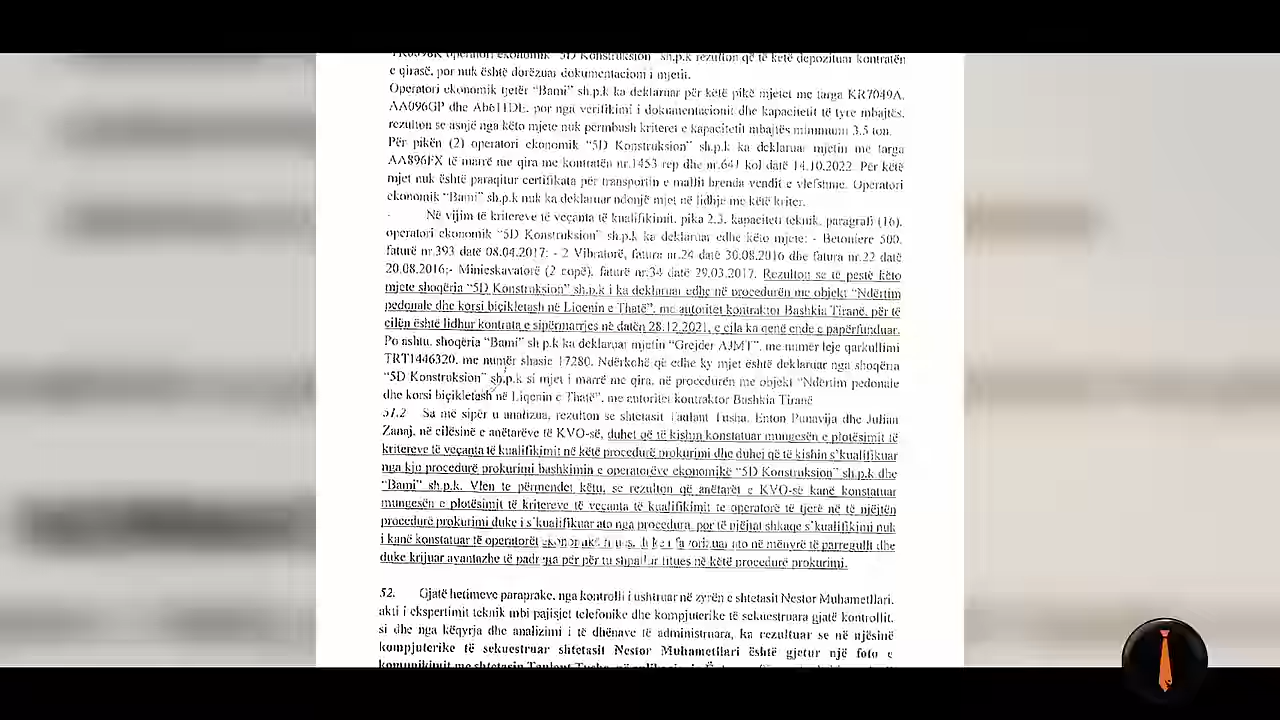 operatori ekonomik "5D Konstruksion" sh.p.k rezulton që të ketë depozituar kontratën
e qirasë, por nuk është dorëzuar dokumentacioni i mjetit.
Operatori ekonomik tjetër "Bami" sh.p.k ka deklaruar për këtë pikë mjetet me targa KR7049A,
AA096GP dhe Ab611DE, por nga verifikimi i dokumentacionit dhe kapacitetit të tyre mbajtës,
rezulton se asnjë nga këto mjete nuk përmbush kriterei e kapacitetit mbajtës minimum 3.5 ton.
Për pikën (2) operatori ekonomik "5D Konstruksion" sh.p.k ka deklaruar mjetin me targa
AA896FX të marrë me qira me kontratën nr.1453 rep dhe nr.641 kol datë 14.10.2022. Për këtë
mjet nuk është paraqitur certifikata për transportin e mallit brenda vendit e vlefshme. Operatori
ekonomik "Bami" sh.p.k nuk ka deklaruar ndonjë mjet në lidhje me këtë kriter.
- Në vijim të kritereve të veçanta të kualifikimit, pika 2.3, kapaciteti teknik, paragrafi (16),
operatori ekonomik "5D Konstruksion" sh.p.k ka deklaruar edhe këto mjete: - Betoniere 500,
faturë nr.393 datë 08.04.2017; - 2 Vibratorë, fatura nr.24 datë 30.08.2016 dhe fatura nr.22 datë
20.08.2016;- Minieskavatorë (2 copë), faturë nr.34 datë 29.03.2017. Rezulton se të pestë këto
mjete shoqëria "5D Konstruksion" sh.p.k i ka deklaruar edhe në procedurën me objekt "Ndërtim
pedonale dhe korsi biçikletash në Liqenin e Thatë", me autoritet kontraktor Bashkia Tiranë, për të
cilën është lidhur kontrata e sipërmarrjes në datën 28.12.2021, e cila ka qenë ende e papërfunduar.
Po ashtu, shoqëria "Bami" sh p.k ka deklaruar mjetin "Grejder AJMT", me numër leje qarkullimi
TRT1446320, me numër shasie 17280. Ndërkohë që edhe ky mjet është deklaruar nga shoqëria
"5D Konstruksion" sh.p.k si mjet i marrë me qira, në procedurën me objekt "Ndërtim pedonale
dhe korsi biçikletash në Liqenin e Thatë", me autoritet kontraktor Bashkia Tiranë
51.2 Sa më sipër u analizua, rezulton se shtetasit Taulant Tusha, Enton Punavija dhe Julian
Zanaj, në cilësinë e anëtarëve të KVO-së, duhet që të kishin konstatuar mungesën e plotësimit të
kritereve të veçanta të kualifikimit në këtë procedurë prokurimi dhe duhej që të kishin s'kualifikuar
nga kjo procedurë prokurimi bashkimin e operatorëve ekonomikë "5D Konstruksion" sh.p.k dhe
"Bami" sh.p.k. Vlen te përmendet këtu, se rezulton që anëtarët e KVO-së kanë konstatuar
mungesën e plotësimit të kritereve të veçanta të kualifikimit te operatorë të tjerë në të njëjtën
procedurë prokurimi duke i s'kualifikuar ato nga procedura, por të njëjtat shkaqe s'kualifikimi nuk
i kanë konstatuar të operatorët ekonomikë fitues, duke i favorizuar ato në mënyrë të parregullt dhe
duke krijuar avantazhe të padrejta për për tu shpallur fitues në këtë procedurë prokurimi.
52. Gjatë hetimeve paraprake, nga kontrolli i ushtruar në zyrën e shtetasit Nestor Muhametllari,
akti i ekspertimit teknik mbi pajisjet telefonike dhe kompjuterike të sekuestruara gjatë kontrollit,
si dhe nga këqyrja dhe analizimi i të dhënave të administruara, ka rezultuar se në njësinë
kompjuterike të sekuestruar shtetasit Nestor Muhametllari është gjetur një foto e
komunikimit me shtetasin Taulant Tusha, në aplikacionin